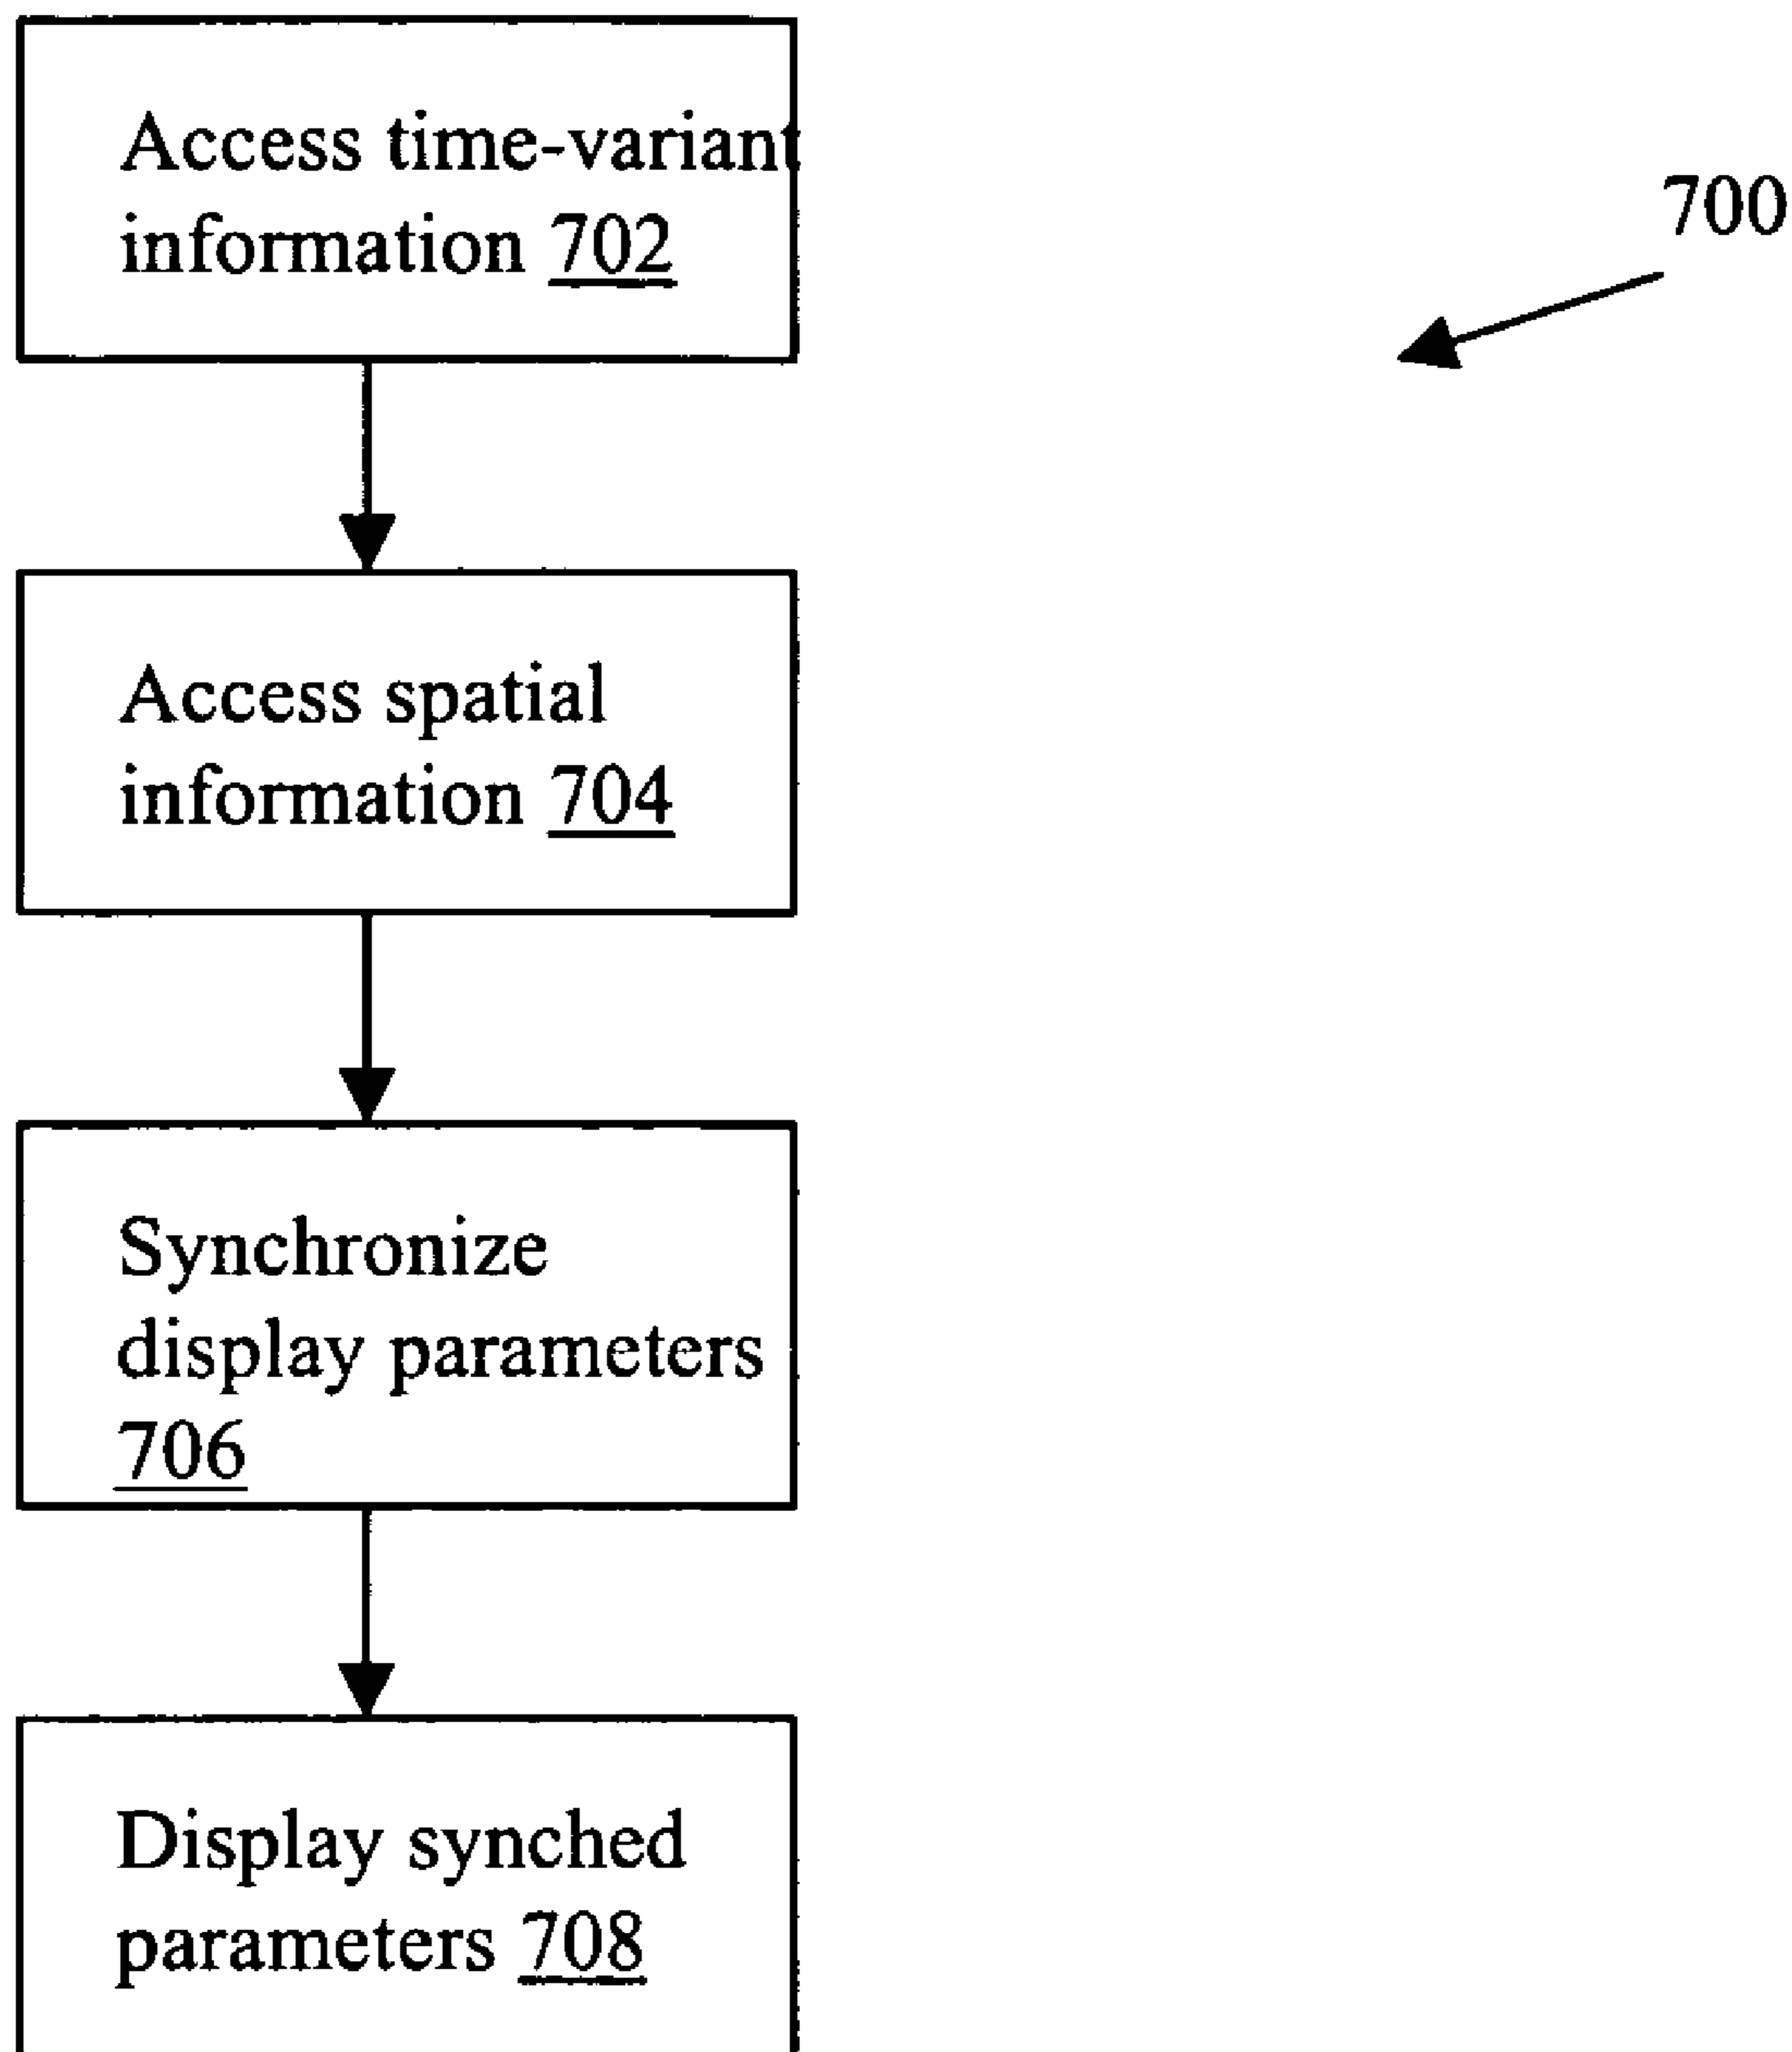 Access time-variant
information 702
700
Access spatial
information 704
Synchronize
display parameters
706
Display synched
parameters 708